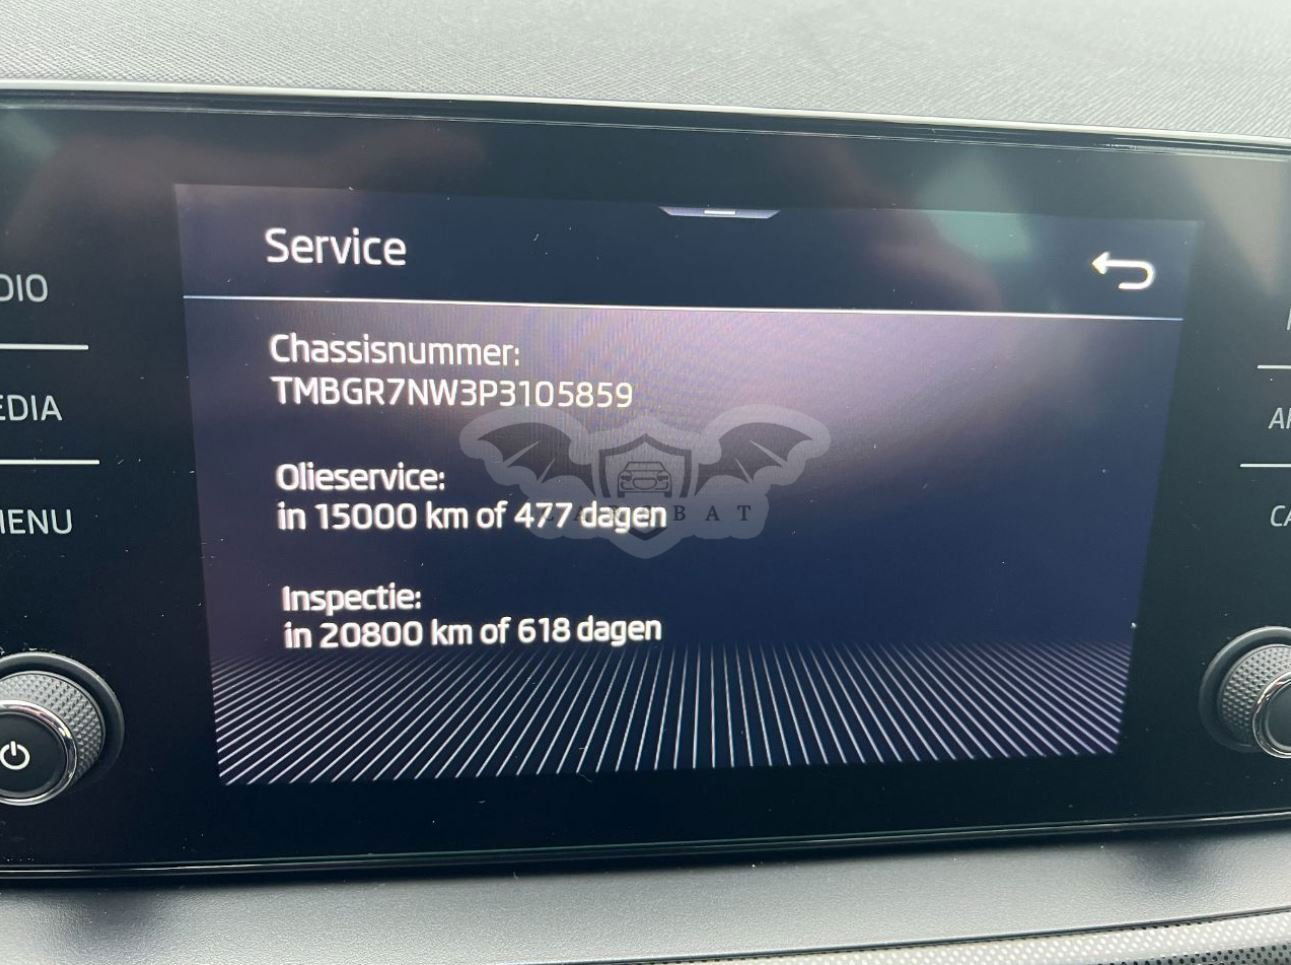 Service
Chassisnummer:
TMBGR7NW3P3105859
Olieservice:
in 15000 km of 477 dagen
Inspectie:
in 20800 km of 618 dagen
DIO
EDIA
MENU